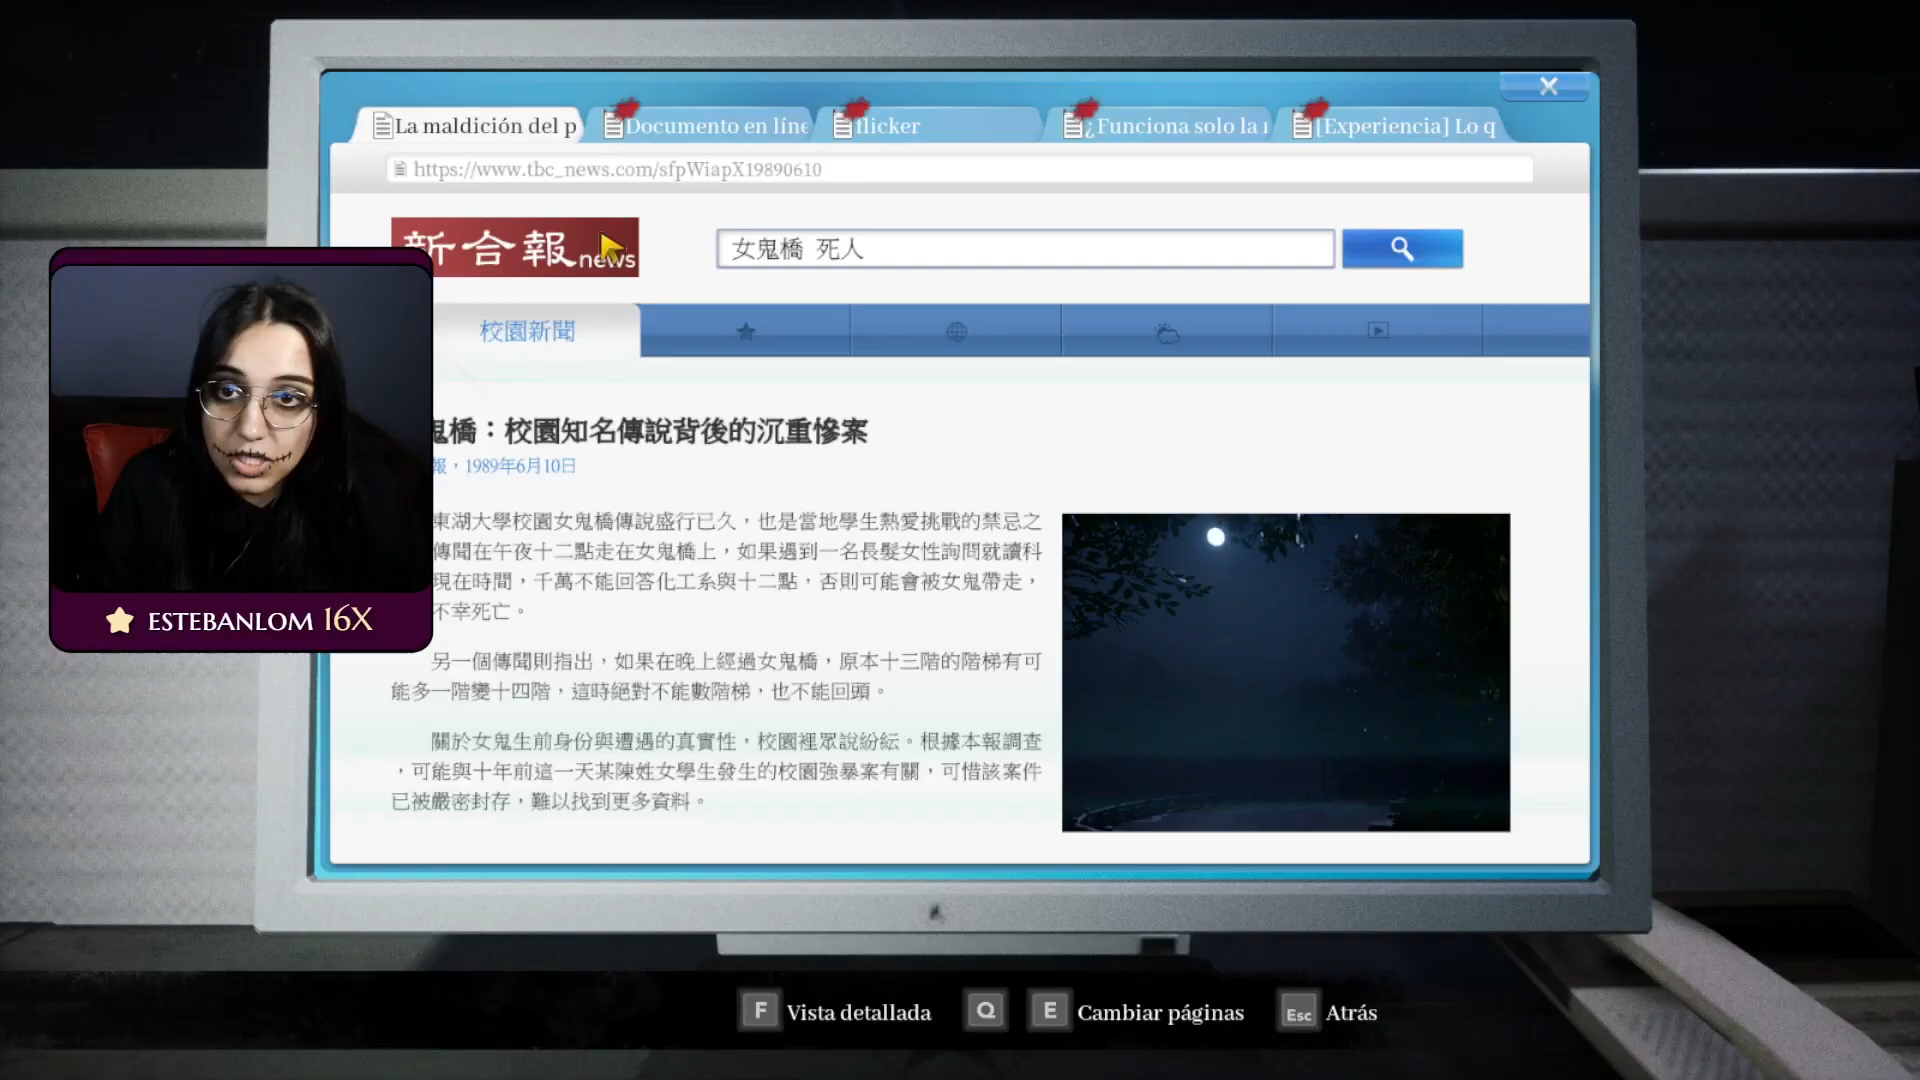 La maldición del p
Documento en líne
flicker
¿Funciona solo la
[Experiencia] Lo q
https://www.tbc_news.com/sfpWiapX19890610
新合報news
女鬼橋 死人
校園新聞
鬼橋：校園知名傳說背後的沉重慘案
報，1989年6月10日
東湖大學校園女鬼橋傳說盛行已久，也是當地學生熱愛挑戰的禁忌之
傳聞在午夜十二點走在女鬼橋上，如果遇到一名長髮女性詢問就讀科
現在時間，千萬不能回答化工系與十二點，否則可能會被女鬼帶走，
不幸死亡。
另一個傳聞則指出，如果在晚上經過女鬼橋，原本十三階的階梯有可
能多一階變十四階，這時絕對不能數階梯，也不能回頭。
關於女鬼生前身份與遭遇的真實性，校園裡眾說紛紜。根據本報調查
，可能與十年前這一天某陳姓女學生發生的校園強暴案有關，可惜該案件
已被嚴密封存，難以找到更多資料。
ESTEBANLOM 16X
F Vista detallada Q E Cambiar páginas Esc Atrás